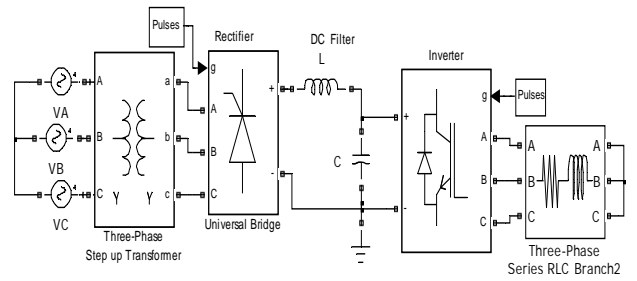 Pulses
Rectifier
DC Filter
L
Inverter
g
+
A
a
A
VA
B
b
B
VB
C
Y
Y
c
C
-
VC
Three-Phase
Step up Transformer
Universal Bridge
C
+
-
g
Pulses
A
B
C
A
A
B
B
C
C
Three-Phase
Series RLC Branch2